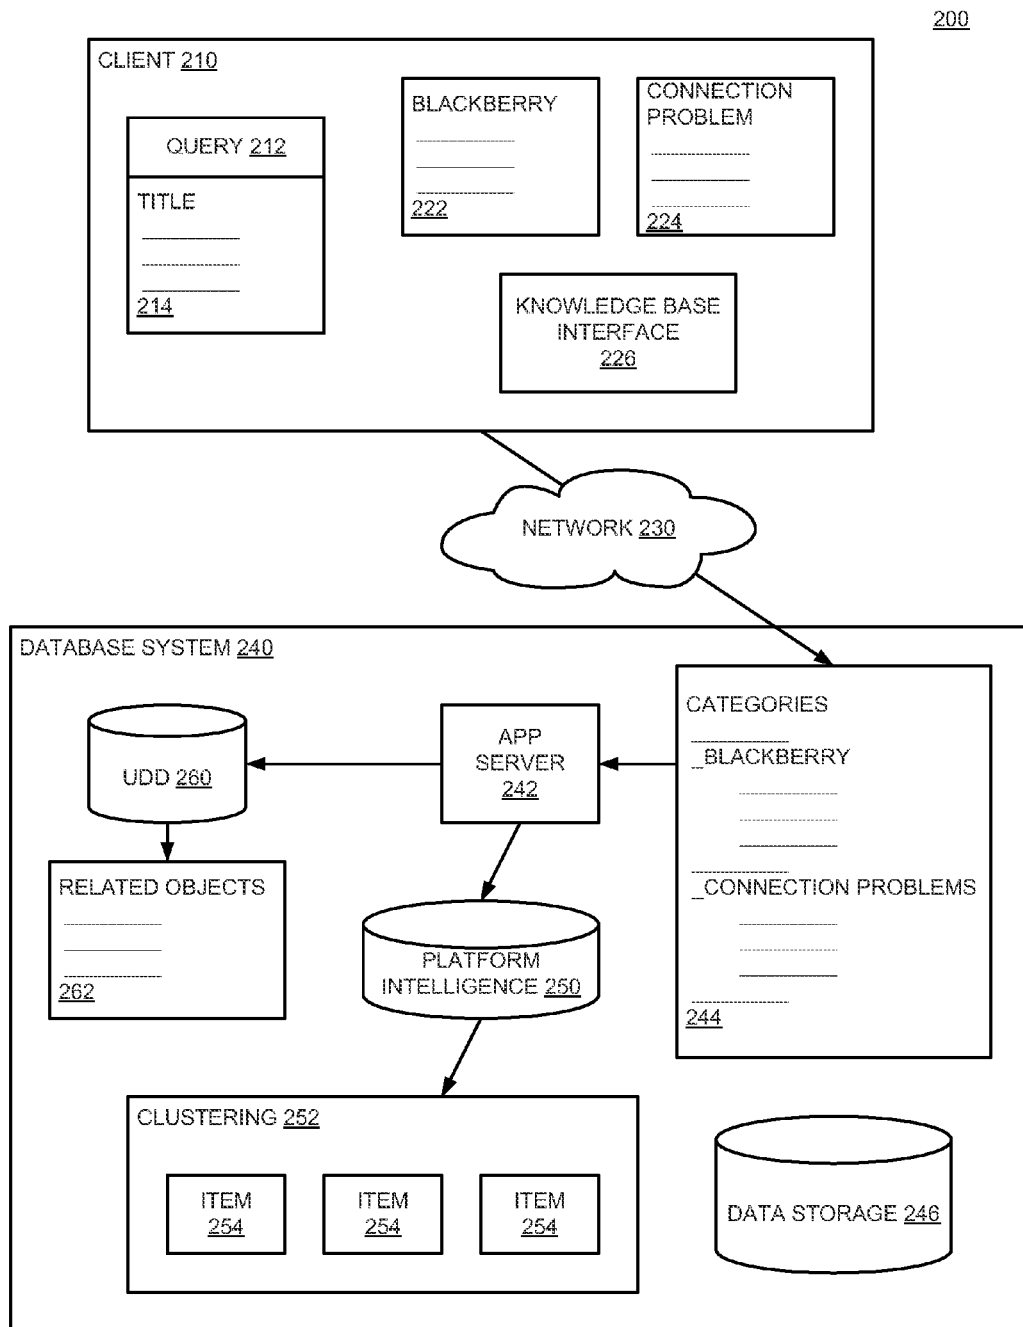 200
CLIENT 210
QUERY 212
TITLE
214
BLACKBERRY
222
CONNECTION
PROBLEM
224
KNOWLEDGE BASE
INTERFACE
226
NETWORK 230
DATABASE SYSTEM 240
UDD 260
APP
SERVER
242
CATEGORIES
_BLACKBERRY
_CONNECTION PROBLEMS
244
RELATED OBJECTS
262
PLATFORM
INTELLIGENCE 250
CLUSTERING 252
ITEM
254
ITEM
254
ITEM
254
DATA STORAGE 246